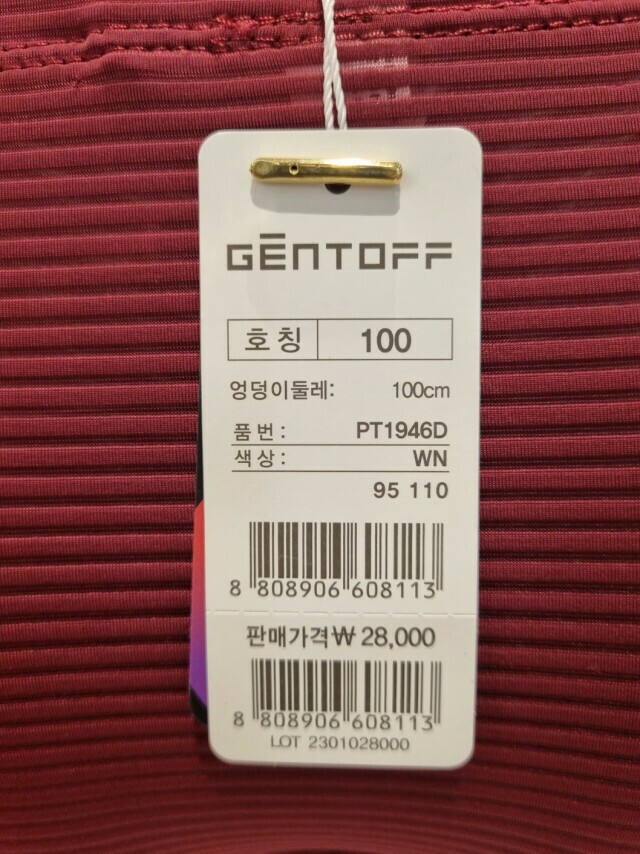 GĒNTOFF
호칭 100
엉덩이둘레: 100cm
품번: PT1946D
색상: WN
95 110
8 808906 608113
판매가격₩ 28,000
8 808906 608113
LOT 2301028000